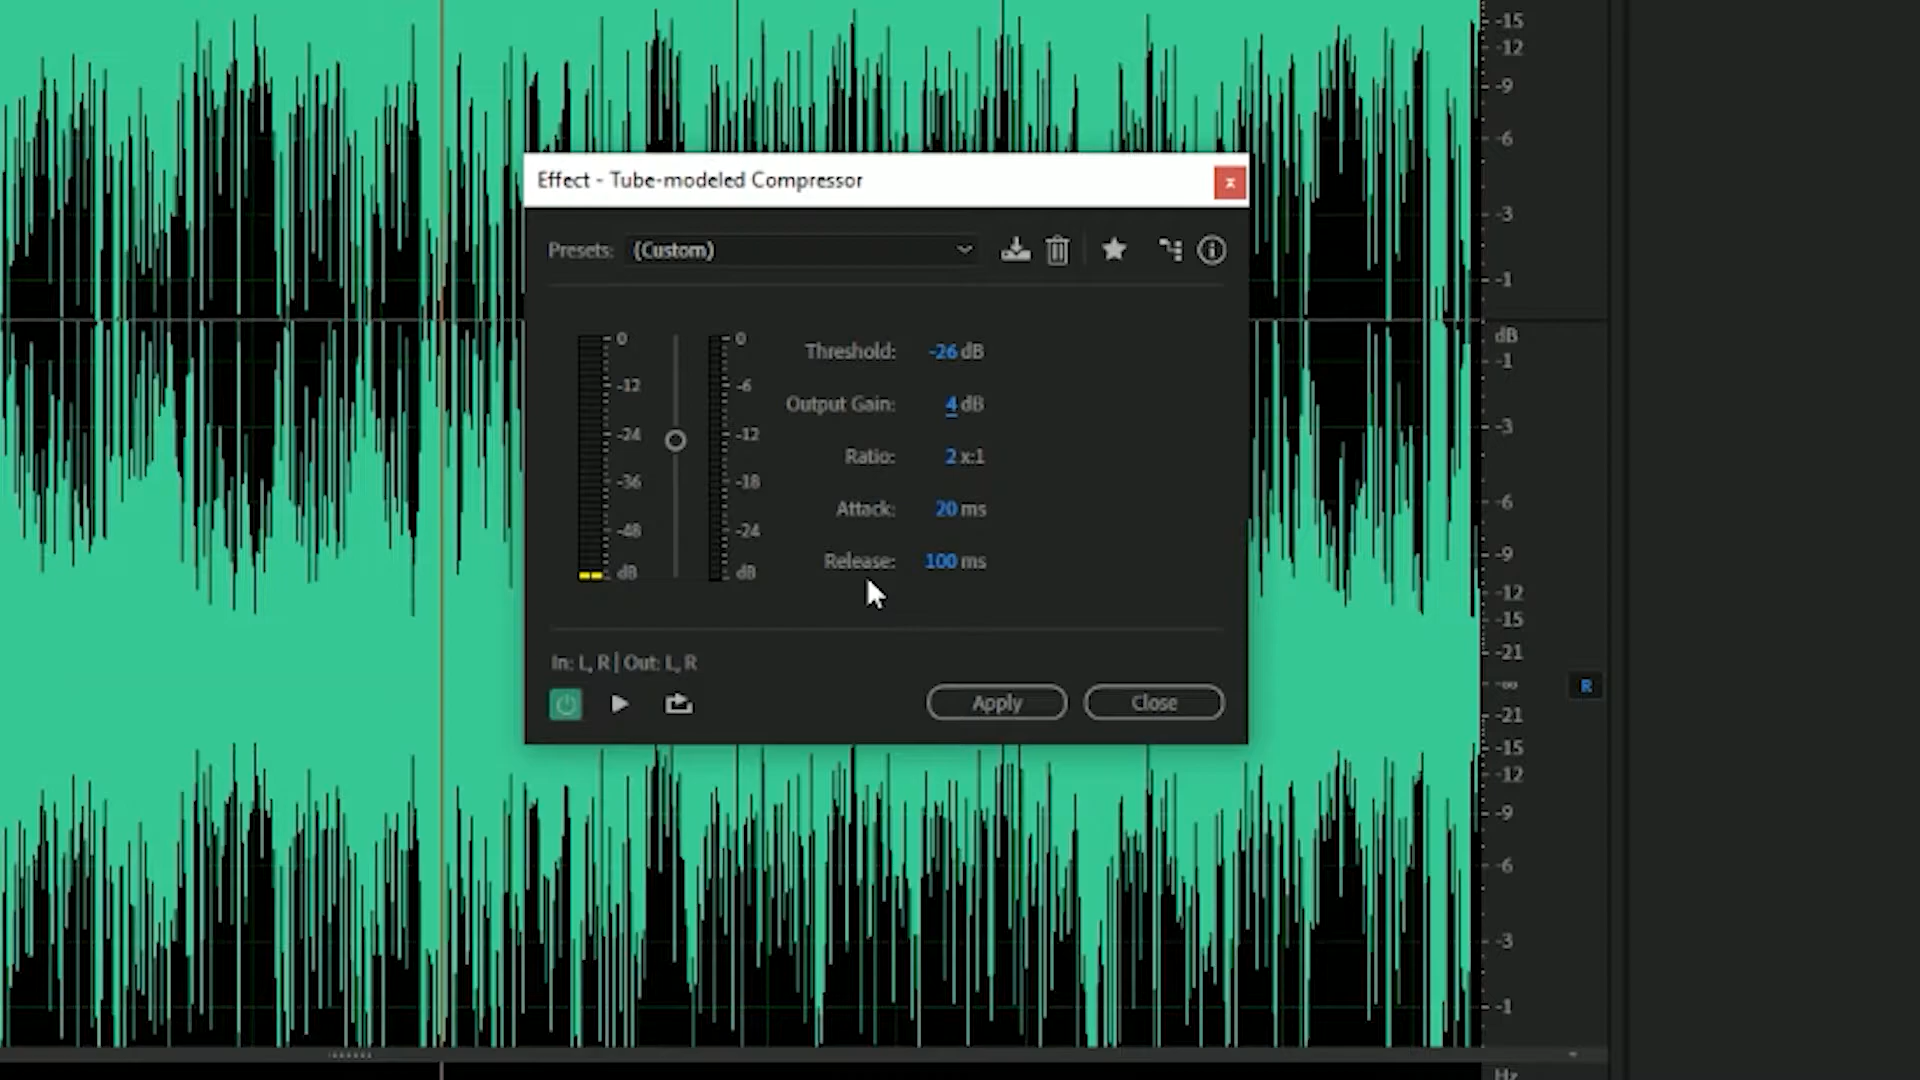 -15
-12
-9
-6
-3
-1
dB
-1
-3
-6
-9
-12
-15
-21
-∞
-21
-15
-12
-9
-6
-3
-1
Hz
R
Effect - Tube-modeled Compressor
x
Presets: (Custom)
0
-12
-24
-36
-48
dB
0
-6
-12
-18
-24
dB
Threshold: -26 dB
Output Gain: 4 dB
Ratio: 2 x:1
Attack: 20 ms
Release: 100 ms
In: L, R | Out: L, R
Apply Close